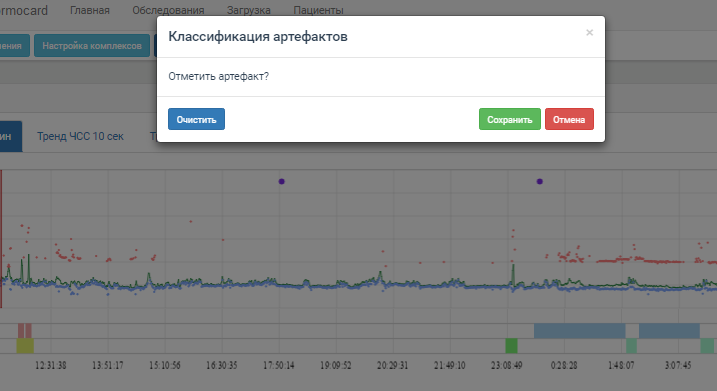 rmocard Главная Обследования Загрузка Пациенты
Классификация артефактов ×
ения Настройка комплексов
Отметить артефакт?
Очистить Сохранить Отмена
ин Тренд ЧСС 10 сек Т
12:31:38 13:51:17 15:10:56 16:30:35 17:50:14 19:09:52 20:29:31 21:49:10 23:08:49 0:28:28 1:48:07 3:07:45